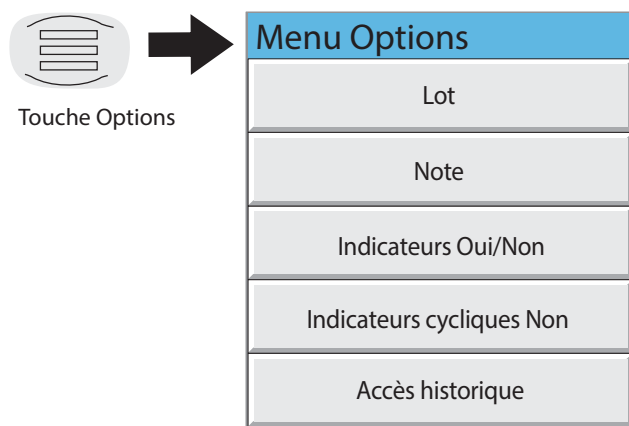 Menu Options
Touche Options
Lot
Note
Indicateurs Oui/Non
Indicateurs cycliques Non
Accès historique